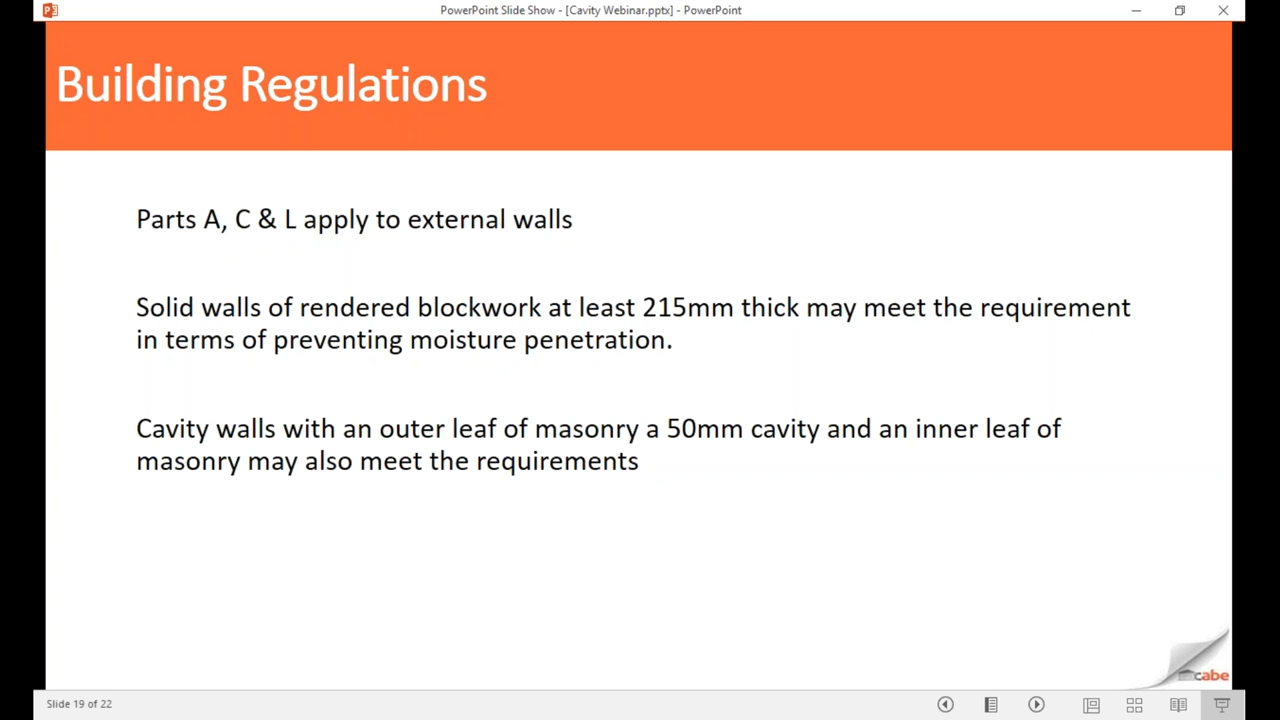 PowerPoint Slide Show - [Cavity Webinar.pptx] - PowerPoint
Building Regulations
Parts A, C & L apply to external walls
Solid walls of rendered blockwork at least 215mm thick may meet the requirement
in terms of preventing moisture penetration.
Cavity walls with an outer leaf of masonry a 50mm cavity and an inner leaf of
masonry may also meet the requirements
cabe
Slide 19 of 22